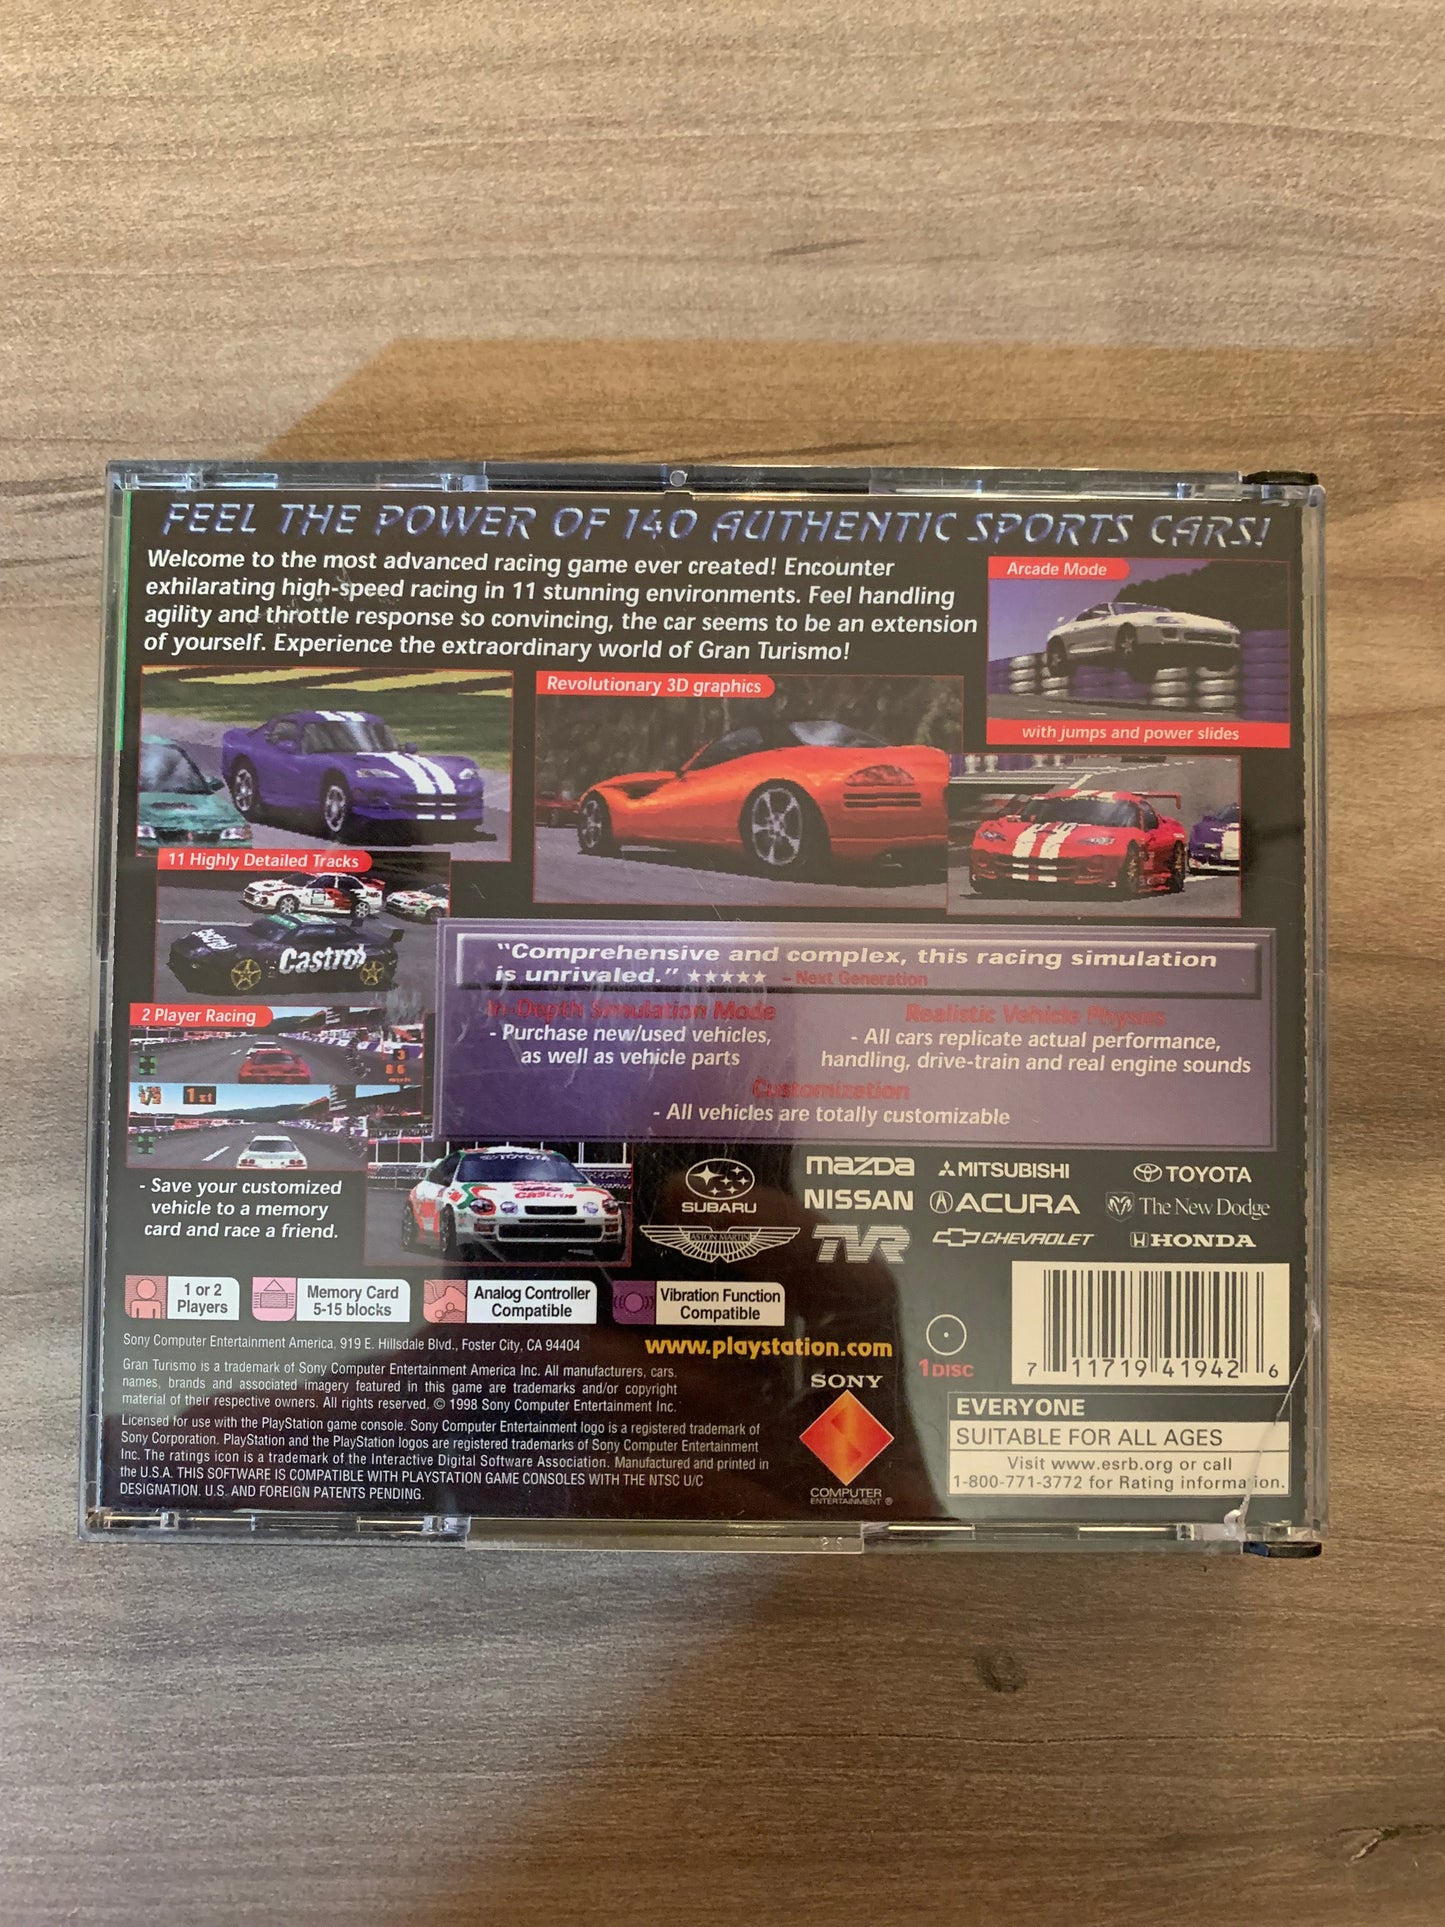 FEEL THE POWER OF 140 AUTHENTIC SPORTS CARS!
Welcome to the most advanced racing game ever created! Encounter
exhilarating high-speed racing in 11 stunning environments. Feel handling
agility and throttle response so convincing, the car seems to be an extension
of yourself. Experience the extraordinary world of Gran Turismo!
Arcade Mode
with jumps and power slides
Revolutionary 3D graphics
11 Highly Detailed Tracks
Castrol
"Comprehensive and complex, this racing simulation
is unrivaled." ★★★★★ - Next Generation
In-Depth Simulation Mode
- Purchase new/used vehicles,
as well as vehicle parts
Realistic Vehicle Physics
- All cars replicate actual performance,
handling, drive-train and real engine sounds
Customization
- All vehicles are totally customizable
2 Player Racing
1/2
1st
- Save your customized
vehicle to a memory
card and race a friend.
TOYOTA
SUBARU
MAZDA
MITSUBISHI
TOYOTA
NISSAN
ACURA
The New Dodge
ASTON MARTIN
TVR
CHEVROLET
HONDA
1 or 2
Players
Memory Card
5-15 blocks
Analog Controller
Compatible
Vibration Function
Compatible
Sony Computer Entertainment America, 919 E. Hillsdale Blvd., Foster City, CA 94404
www.playstation.com
Gran Turismo is a trademark of Sony Computer Entertainment America Inc. All manufacturers, cars,
names, brands and associated imagery featured in this game are trademarks and/or copyright
material of their respective owners. All rights reserved. © 1998 Sony Computer Entertainment Inc.
Licensed for use with the PlayStation game console. Sony Computer Entertainment logo is a registered trademark of
Sony Corporation. PlayStation and the PlayStation logos are registered trademarks of Sony Computer Entertainment
Inc. The ratings icon is a trademark of the Interactive Digital Software Association. Manufactured and printed in
the U.S.A. THIS SOFTWARE IS COMPATIBLE WITH PLAYSTATION GAME CONSOLES WITH THE NTSC U/C
DESIGNATION. U.S. AND FOREIGN PATENTS PENDING.
SONY
COMPUTER
ENTERTAINMENT ®
1 DISC
7 11719 41942 6
EVERYONE
SUITABLE FOR ALL AGES
Visit www.esrb.org or call
1-800-771-3772 for Rating information.